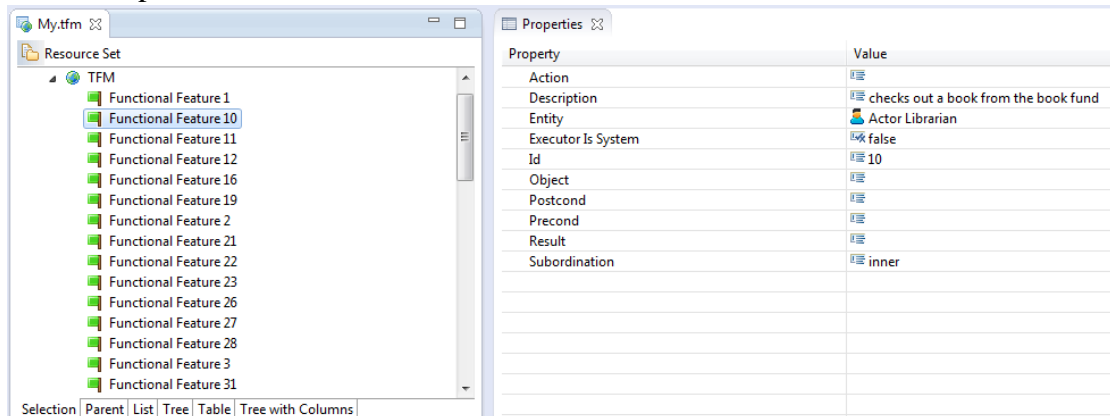 My.tfm
Resource Set
TFM
Functional Feature 1
Functional Feature 10
Functional Feature 11
Functional Feature 12
Functional Feature 16
Functional Feature 19
Functional Feature 2
Functional Feature 21
Functional Feature 22
Functional Feature 23
Functional Feature 26
Functional Feature 27
Functional Feature 28
Functional Feature 3
Functional Feature 31
Selection Parent List Tree Table Tree with Columns
Properties
Property Value
Action
Description checks out a book from the book fund
Entity Actor Librarian
Executor Is System false
Id 10
Object
Postcond
Precond
Result
Subordination inner